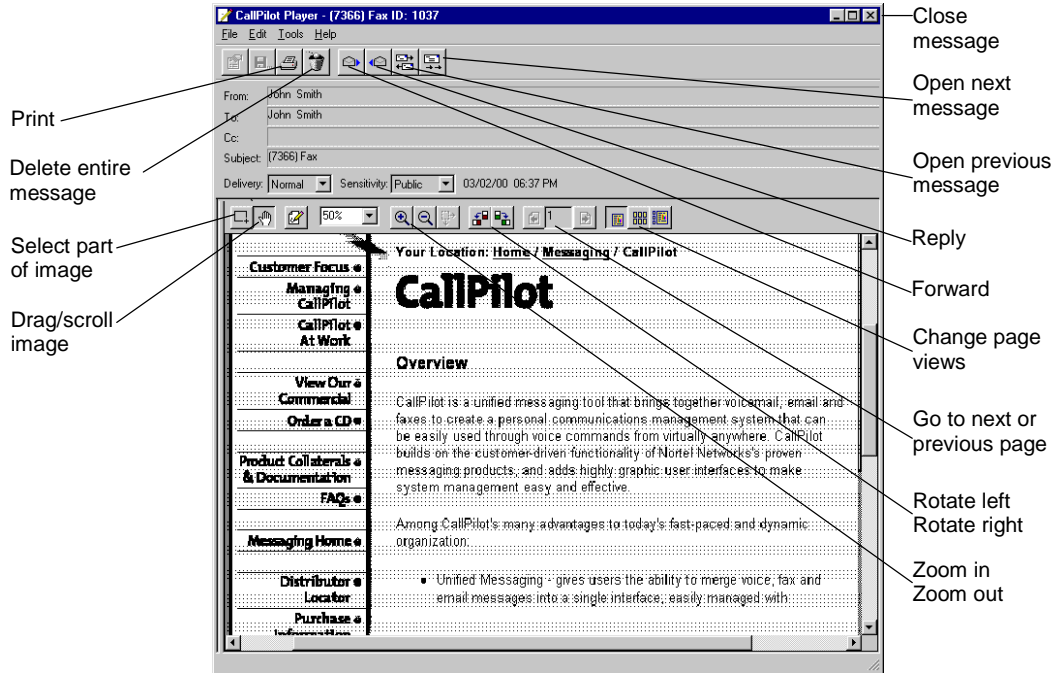 CallPilot Player - (7366) Fax ID: 1037
File Edit Tools Help
From: John Smith
To: John Smith
Cc:
Subject: (7366) Fax
Delivery: Normal Sensitivity: Public 03/02/00 06:37 PM
50%
1
Your Location: Home / Messaging / CallPilot
Customer Focus
Managing
CallPilot
CallPilot
At Work
View Our
Commercial
Order a CD
Product Collaterals
& Documentation
FAQs
Messaging Home
Distributor
Locator
Purchase
Information
CallPilot
Overview
CallPilot is a unified messaging tool that brings together voicemail, email and
faxes to create a personal communications management system that can
be easily used through voice commands from virtually anywhere. CallPilot
builds on the customer-driven functionality of Nortel Networks's proven
messaging products, and adds highly graphic user interfaces to make
system management easy and effective.
Among CallPilot's many advantages to today's fast-paced and dynamic
organization:
Unified Messaging - gives users the ability to merge voice, fax and
email messages into a single interface, easily managed with
Print
Delete entire
message
Select part
of image
Drag/scroll
image
Close
message
Open next
message
Open previous
message
Reply
Forward
Change page
views
Go to next or
previous page
Rotate left
Rotate right
Zoom in
Zoom out